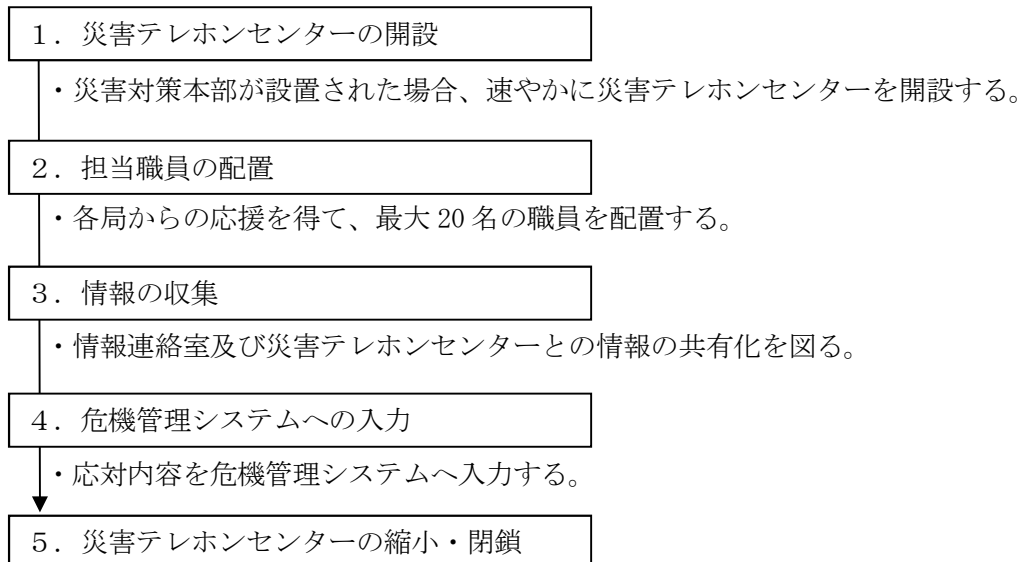 １．災害テレホンセンターの開設
・災害対策本部が設置された場合、速やかに災害テレホンセンターを開設する。
２．担当職員の配置
・各局からの応援を得て、最大 20 名の職員を配置する。
３．情報の収集
・情報連絡室及び災害テレホンセンターとの情報の共有化を図る。
４．危機管理システムへの入力
・応対内容を危機管理システムへ入力する。
５．災害テレホンセンターの縮小・閉鎖